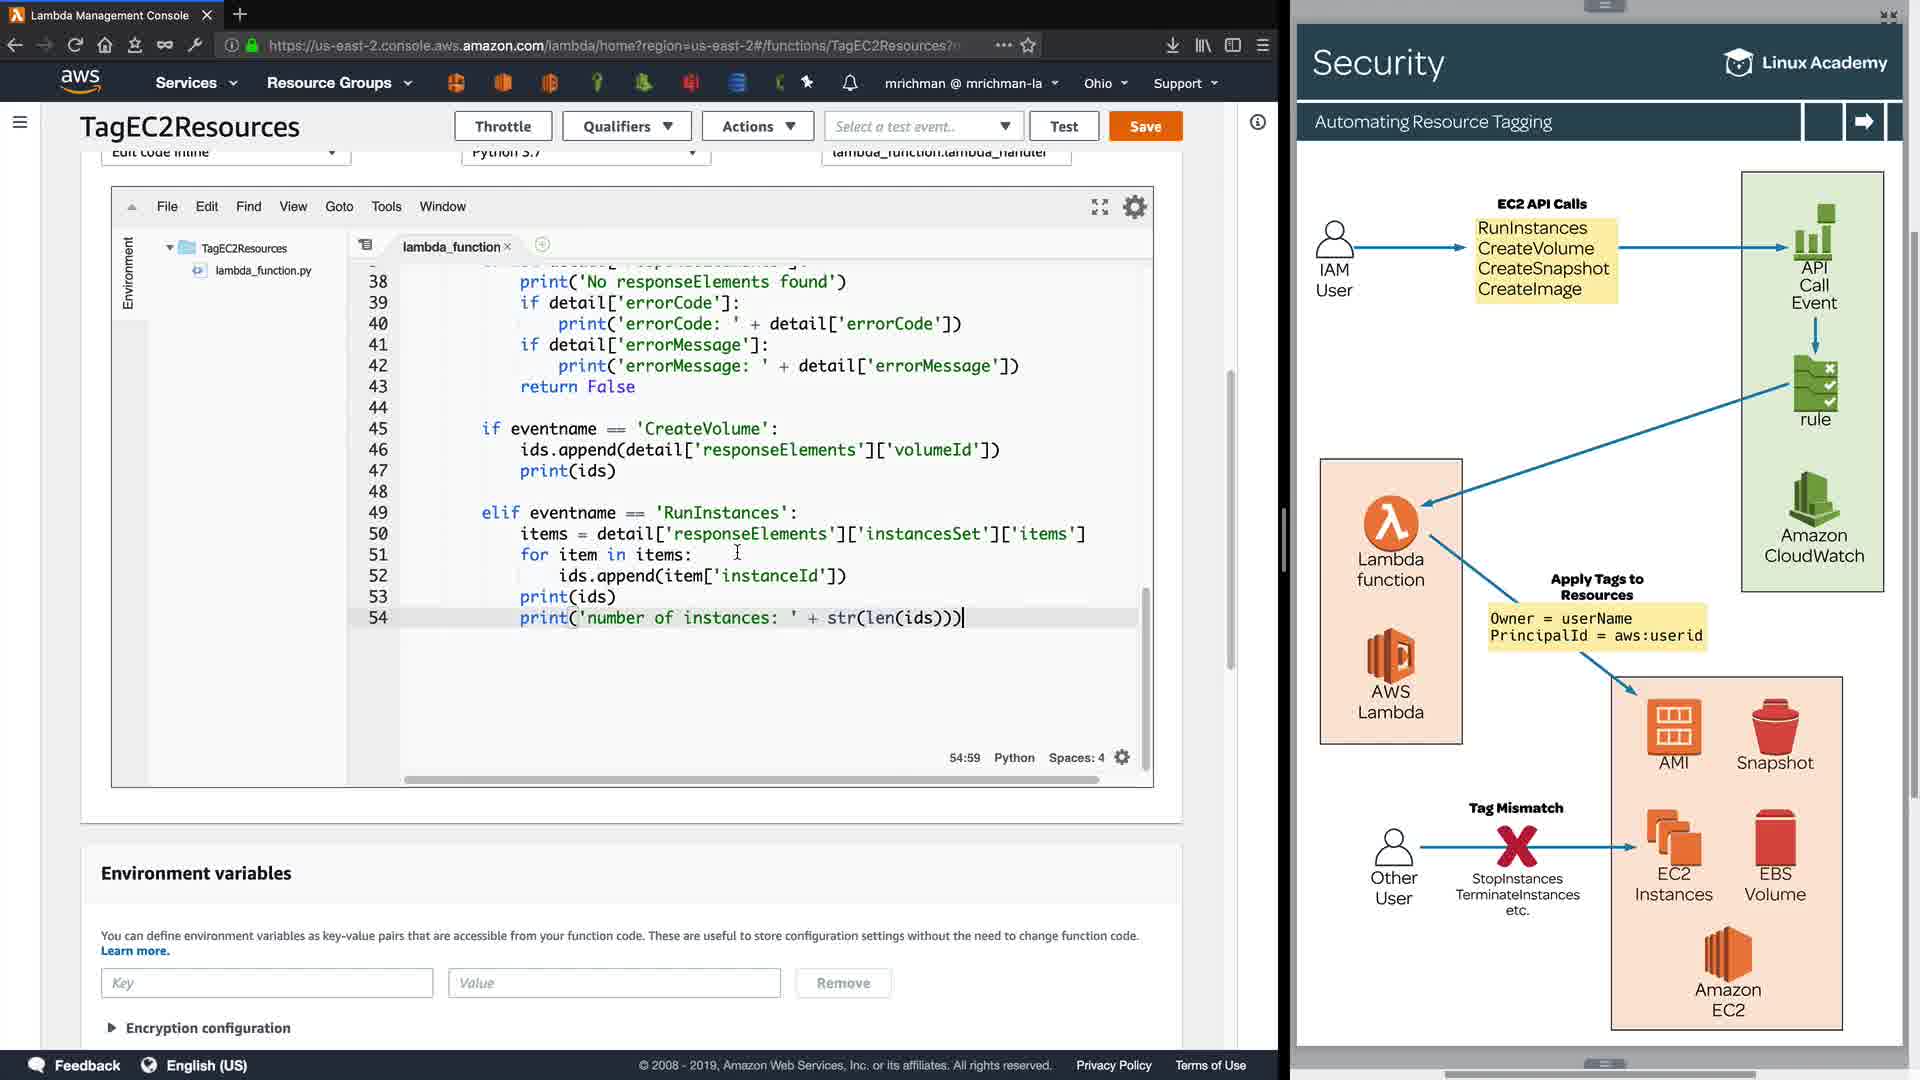 Lambda Management Console
https://us-east-2.console.aws.amazon.com/lambda/home?region=us-east-2#/functions/TagEC2Resources?
aws
Services
Resource Groups
mrichman @ mrichman-la
Ohio
Support
TagEC2Resources
Throttle
Qualifiers
Actions
Select a test event..
Test
Save
Edit code inline
Python 3.7
lambda_function.lambda_handler
File Edit Find View Goto Tools Window
Environment
TagEC2Resources
lambda_function.py
lambda_function
38 print('No responseElements found')
39 if detail['errorCode']:
40 print('errorCode: ' + detail['errorCode'])
41 if detail['errorMessage']:
42 print('errorMessage: ' + detail['errorMessage'])
43 return False
44
45 if eventname == 'CreateVolume':
46 ids.append(detail['responseElements']['volumeId'])
47 print(ids)
48
49 elif eventname == 'RunInstances':
50 items = detail['responseElements']['instancesSet']['items']
51 for item in items:
52 ids.append(item['instanceId'])
53 print(ids)
54 print('number of instances: ' + str(len(ids)))
54:59 Python Spaces: 4
Environment variables
You can define environment variables as key-value pairs that are accessible from your function code. These are useful to store configuration settings without the need to change function code.
Learn more.
Key
Value
Remove
Encryption configuration
Feedback
English (US)
© 2008 - 2019, Amazon Web Services, Inc. or its affiliates. All rights reserved.
Privacy Policy
Terms of Use
Security
Linux Academy
Automating Resource Tagging
EC2 API Calls
RunInstances
CreateVolume
CreateSnapshot
CreateImage
IAM
User
API
Call
Event
rule
Amazon
CloudWatch
Lambda
function
AWS
Lambda
Apply Tags to
Resources
Owner = userName
PrincipalId = aws:userid
AMI
Snapshot
Tag Mismatch
Other
User
StopInstances
TerminateInstances
etc.
EC2
Instances
EBS
Volume
Amazon
EC2